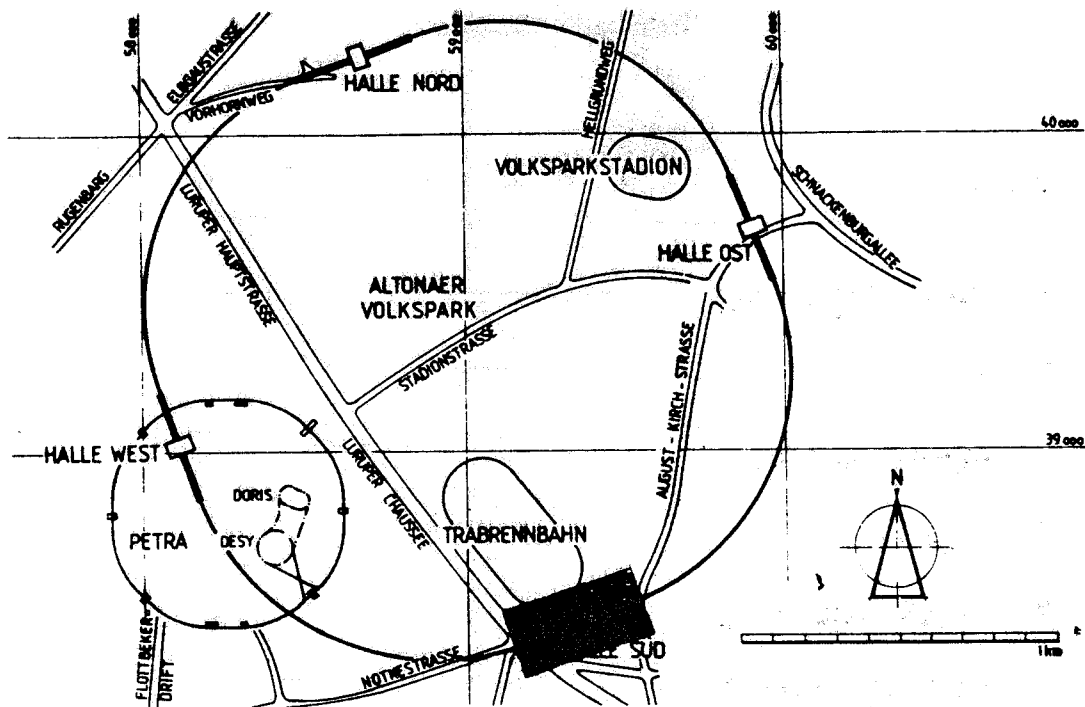 58 000
59 000
60 000
ELBGAUSTRASSE
VORHORNWEG
HALLE NORD
HELLGRUNDWEG
40 000
VOLKSPARKSTADION
RUGENBARG
LURUPER HAUPTSTRASSE
SCHNACKENBURGALLEE
HALLE OST
ALTONAER
VOLKSPARK
STADIONSTRASSE
AUGUST - KIRCH - STRASSE
39 000
HALLE WEST
LURUPER CHAUSSEE
N
DORIS
DESY
PETRA
TRABRENNBAHN
SÜD
1km
NOTKESTRASSE
FLOTTBEKER-
DRIFT